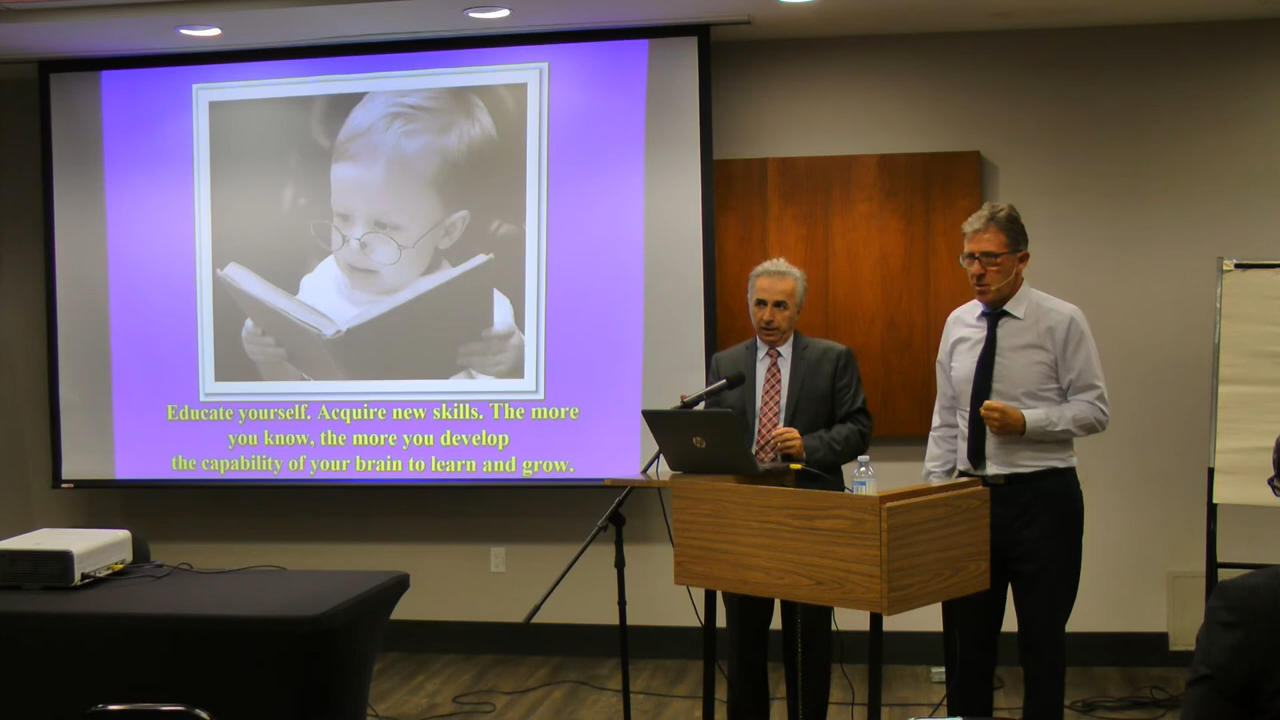 Educate yourself. Acquire new skills. The more
you know, the more you develop
the capability of your brain to learn and grow.
hp